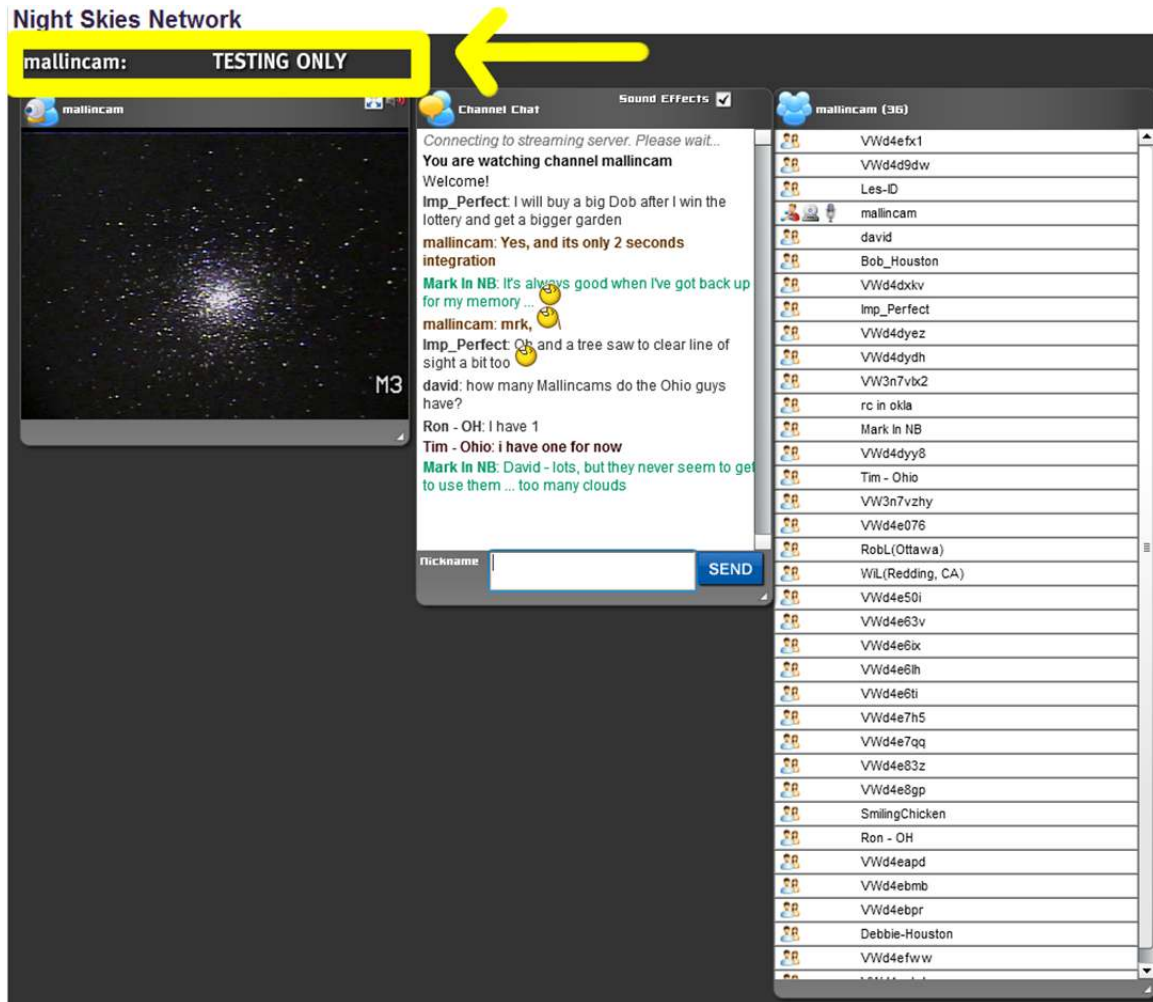 Night Skies Network
mallincam: TESTING ONLY
mallincam
M3
Channel Chat
Sound Effects
Connecting to streaming server. Please wait...
You are watching channel mallincam
Welcome!
Imp_Perfect: I will buy a big Dob after I win the
lottery and get a bigger garden
mallincam: Yes, and its only 2 seconds
integration
Mark In NB: It's always good when I've got back up
for my memory ...
mallincam: mrk, \
Imp_Perfect: Oh and a tree saw to clear line of
sight a bit too
david: how many Mallincams do the Ohio guys
have?
Ron - OH: I have 1
Tim - Ohio: i have one for now
Mark In NB: David - lots, but they never seem to get
to use them ... too many clouds
Nickname
SEND
mallincam (36)
VWd4efx1
VWd4d9dw
Les-ID
mallincam
david
Bob_Houston
VWd4dxkv
Imp_Perfect
VWd4dyez
VWd4dydh
VW3n7vlx2
rc in okla
Mark In NB
VWd4dyy8
Tim - Ohio
VW3n7vzhy
VWd4e076
RobL(Ottawa)
WiL(Redding, CA)
VWd4e50i
VWd4e63v
VWd4e6ix
VWd4e6lh
VWd4e6ti
VWd4e7h5
VWd4e7qq
VWd4e83z
VWd4e8gp
SmilingChicken
Ron - OH
VWd4eapd
VWd4ebmb
VWd4ebpr
Debbie-Houston
VWd4efww